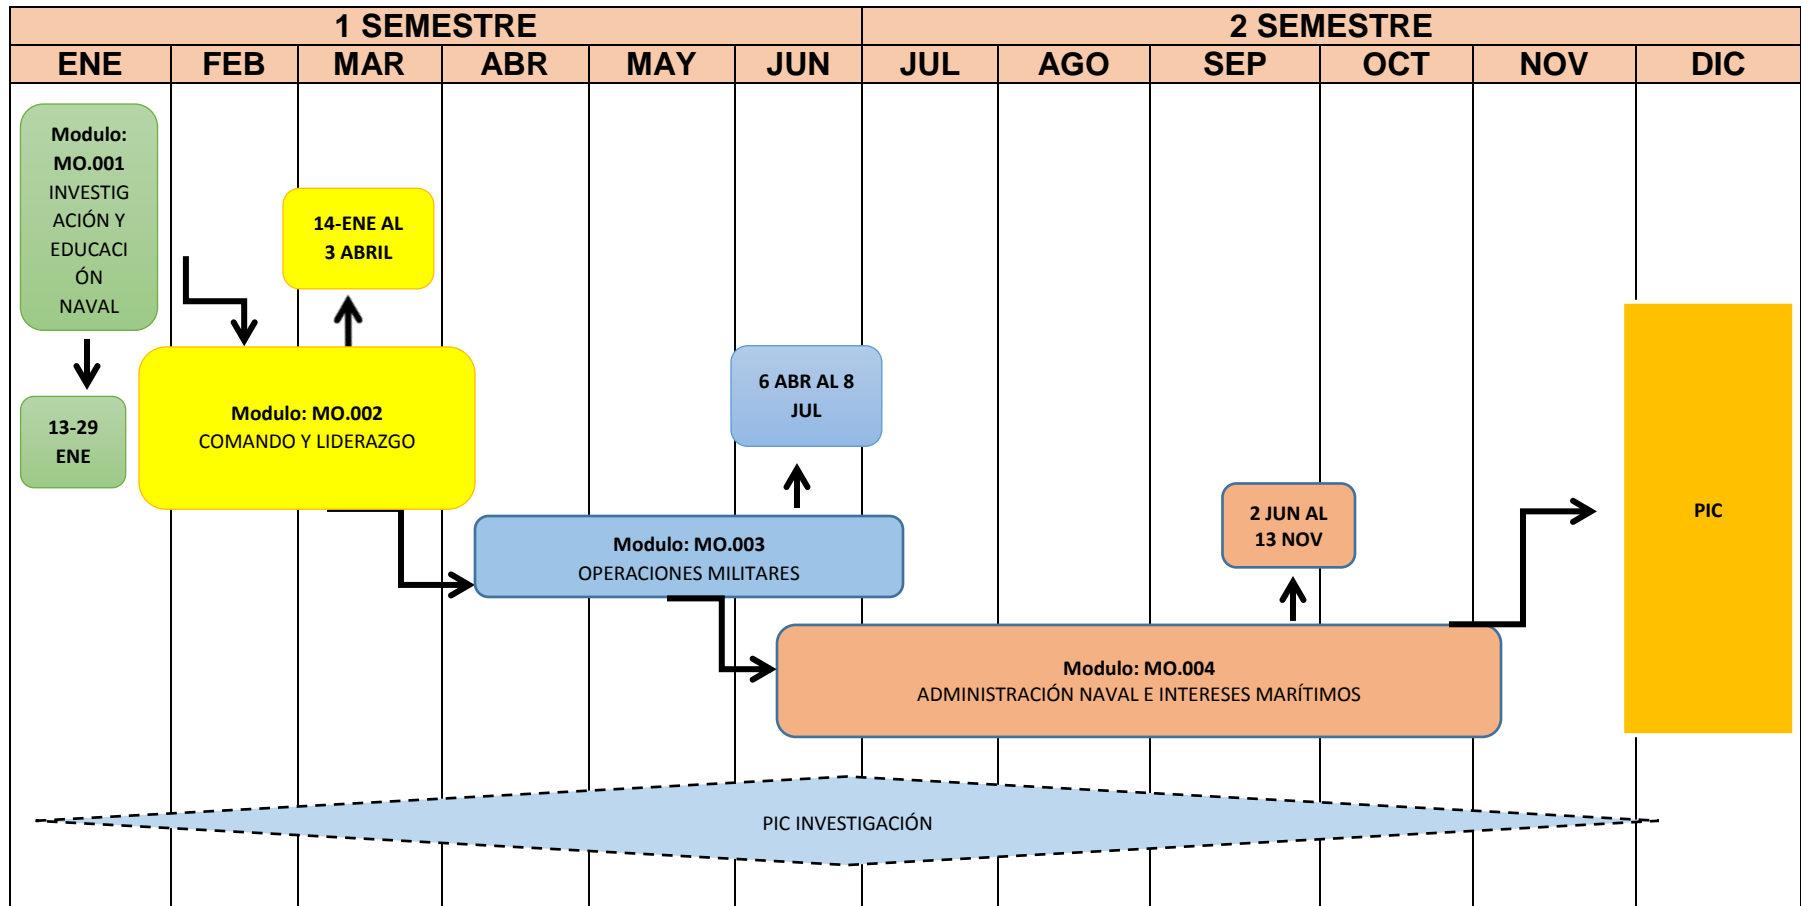 1 SEMESTRE
2 SEMESTRE
ENE
FEB
MAR
ABR
MAY
JUN
JUL
AGO
SEP
OCT
NOV
DIC
Modulo:
MO.001
INVESTIG
ACIÓN Y
EDUCACI
ÓN
NAVAL
13-29
ENE
14-ENE AL
3 ABRIL
Modulo: MO.002
COMANDO Y LIDERAZGO
6 ABR AL 8
JUL
Modulo: MO.003
OPERACIONES MILITARES
2 JUN AL
13 NOV
Modulo: MO.004
ADMINISTRACIÓN NAVAL E INTERESES MARÍTIMOS
PIC
PIC INVESTIGACIÓN